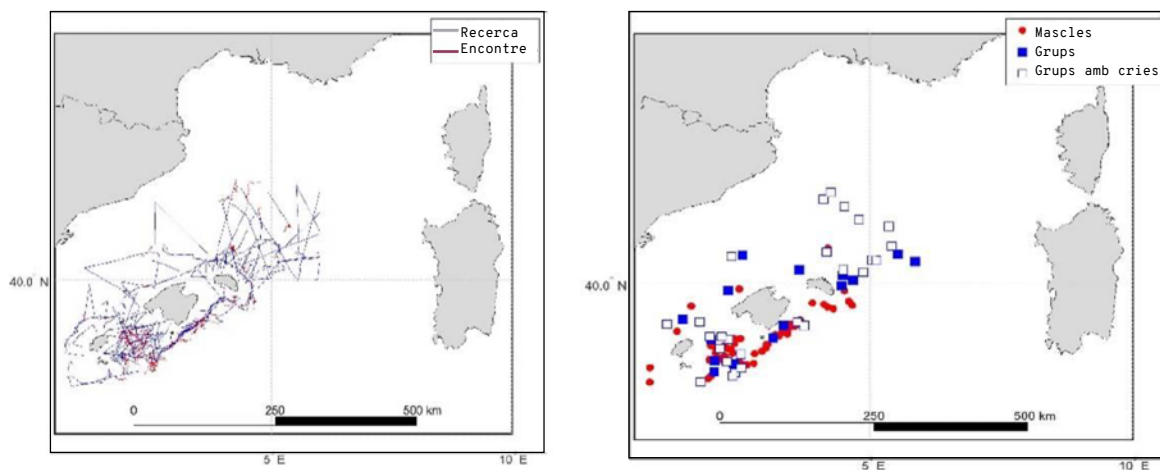 Recerca
Encontre
40.0° N
0 250 500 km
5 E 10 E
Mascles
Grups
Grups amb cries
40.0° N
0 250 500 km
5 E 10 E